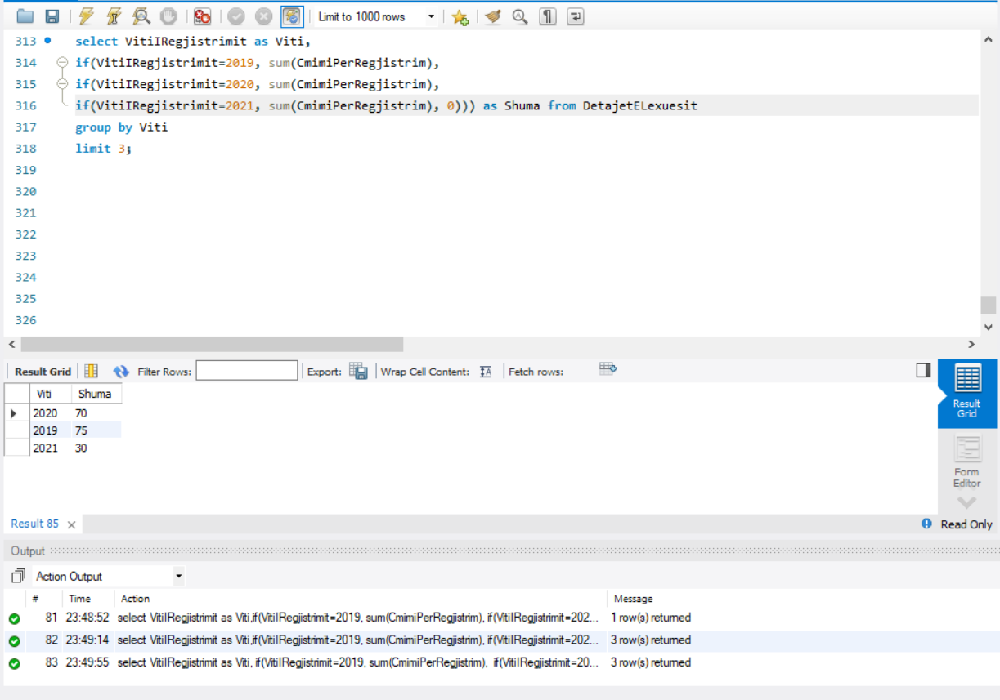 Limit to 1000 rows
313 select VitiIRegjistrimit as Viti,
314 if(VitiIRegjistrimit=2019, sum(CmimiPerRegjistrim),
315 if(VitiIRegjistrimit=2020, sum(CmimiPerRegjistrim),
316 if(VitiIRegjistrimit=2021, sum(CmimiPerRegjistrim), 0))) as Shuma from DetajetELexuesit
317 group by Viti
318 limit 3;
319
320
321
322
323
324
325
326
Result Grid Filter Rows: Export: Wrap Cell Content: IA Fetch rows:
Viti Shuma
2020 70
2019 75
2021 30
Result Grid
Form Editor
Result 85 Read Only
Output
Action Output
# Time Action Message
81 23:48:52 select VitiIRegjistrimit as Viti,if(VitiIRegjistrimit=2019, sum(CmimiPerRegjistrim), if(VitiIRegjistrimit=202... 1 row(s) returned
82 23:49:14 select VitiIRegjistrimit as Viti,if(VitiIRegjistrimit=2019, sum(CmimiPerRegjistrim), if(VitiIRegjistrimit=202... 3 row(s) returned
83 23:49:55 select VitiIRegjistrimit as Viti, if(VitiIRegjistrimit=2019, sum(CmimiPerRegjistrim), if(VitiIRegjistrimit=20... 3 row(s) returned